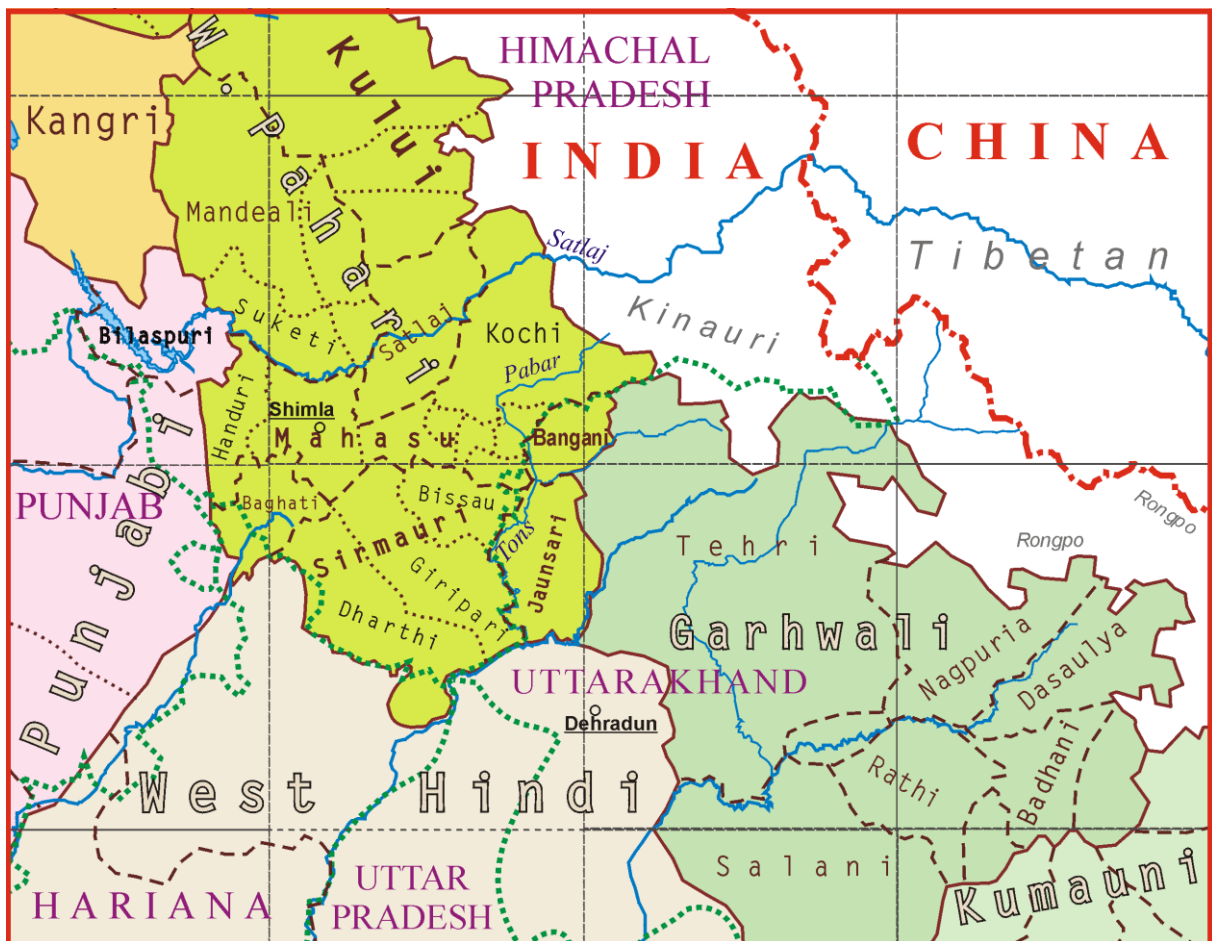 HIMACHAL
PRADESH
INDIA
CHINA
W. Pahari
Kului
Kangri
Mandeali
Satlaj
Tibetan
Kinauri
Suketi
Satlaj
Kochi
Pabar
Bilaspuri
Handuri
Shimla
Mahasu
Bangani
PUNJAB
Punjabi
Baghati
Bissau
Sirmauri
Giripari
Dharthi
Tons
Jaunsari
Rongpo
Rongpo
Tehri
Garhwali
Nagpuria
Dasaulya
UTTARAKHAND
Dehradun
West Hindi
Rathi
Badhani
Salani
Kumauni
HARIANA
UTTAR
PRADESH